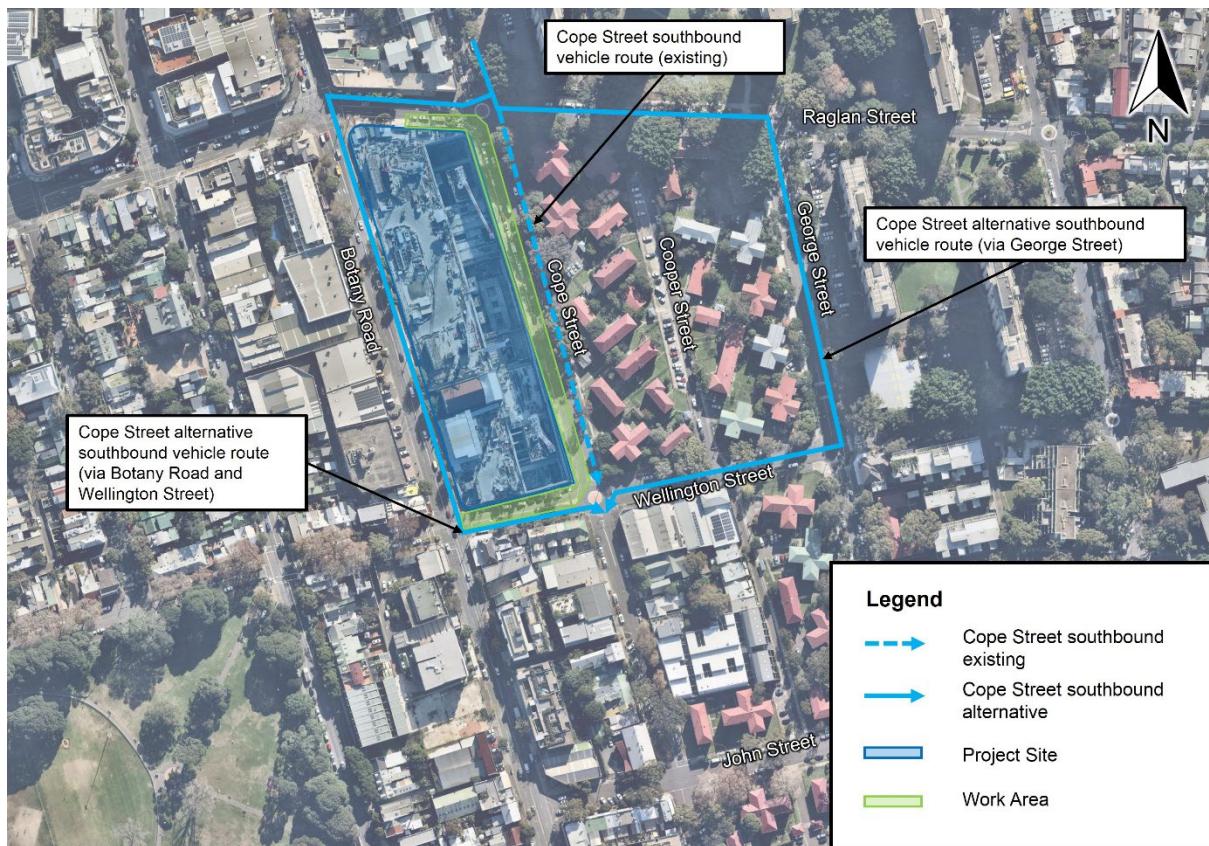 Cope Street southbound
vehicle route (existing)
N
Raglan Street
Cope Street alternative southbound
vehicle route (via George Street)
George Street
Cooper Street
Cope Street
Botany Road
Cope Street alternative
southbound vehicle route
(via Botany Road and
Wellington Street)
Wellington Street
John Street
Legend
Cope Street southbound
existing
Cope Street southbound
alternative
Project Site
Work Area